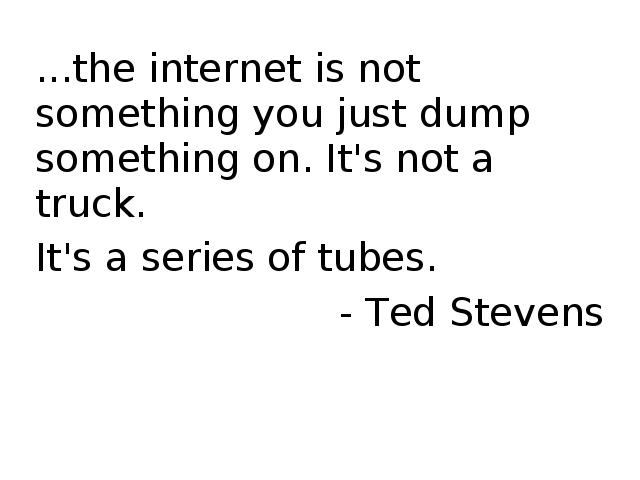 ...the internet is not
something you just dump
something on. It's not a
truck.
It's a series of tubes.
- Ted Stevens